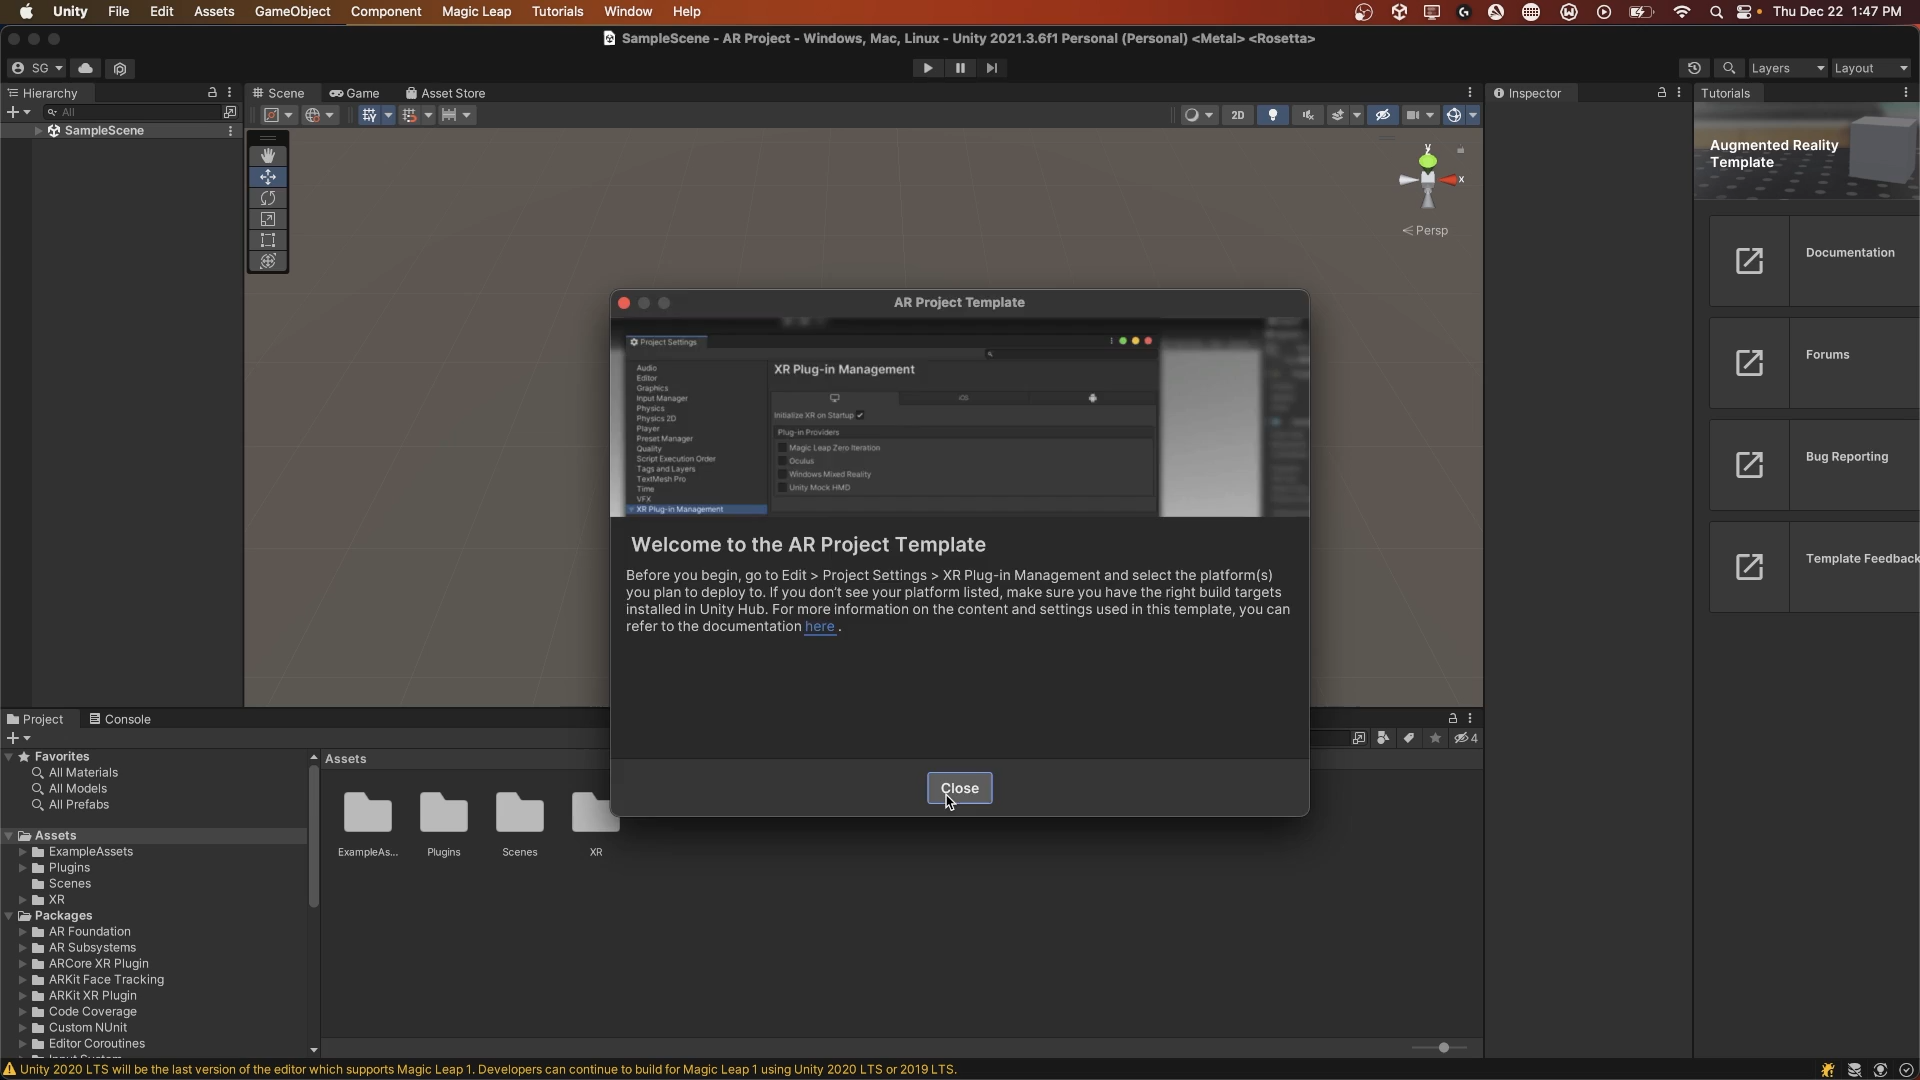 Unity File Edit Assets GameObject Component Magic Leap Tutorials Window Help Thu Dec 22 1:47 PM
SampleScene - AR Project - Windows, Mac, Linux - Unity 2021.3.6f1 Personal (Personal) <Metal> <Rosetta>
SG Layers Layout
Hierarchy Scene Game Asset Store Inspector Tutorials
All 2D
SampleScene
Augmented Reality
Template
y
x
Persp
Documentation
Forums
Bug Reporting
Template Feedback
AR Project Template
Project Settings
Audio
Editor
Graphics
Input Manager
Physics
Physics 2D
Player
Preset Manager
Quality
Script Execution Order
Tags and Layers
TextMesh Pro
Time
VFX
XR Plug-in Management
XR Plug-in Management
iOS
Initialize XR on Startup
Plug-in Providers
Magic Leap Zero Iteration
Oculus
Windows Mixed Reality
Unity Mock HMD
Welcome to the AR Project Template
Before you begin, go to Edit > Project Settings > XR Plug-in Management and select the platform(s)
you plan to deploy to. If you don't see your platform listed, make sure you have the right build targets
installed in Unity Hub. For more information on the content and settings used in this template, you can
refer to the documentation here .
Close
Project Console
4
Favorites
All Materials
All Models
All Prefabs
Assets
ExampleAssets
Plugins
Scenes
XR
Packages
AR Foundation
AR Subsystems
ARCore XR Plugin
ARKit Face Tracking
ARKit XR Plugin
Code Coverage
Custom NUnit
Editor Coroutines
Assets
ExampleAs... Plugins Scenes XR
Unity 2020 LTS will be the last version of the editor which supports Magic Leap 1. Developers can continue to build for Magic Leap 1 using Unity 2020 LTS or 2019 LTS.